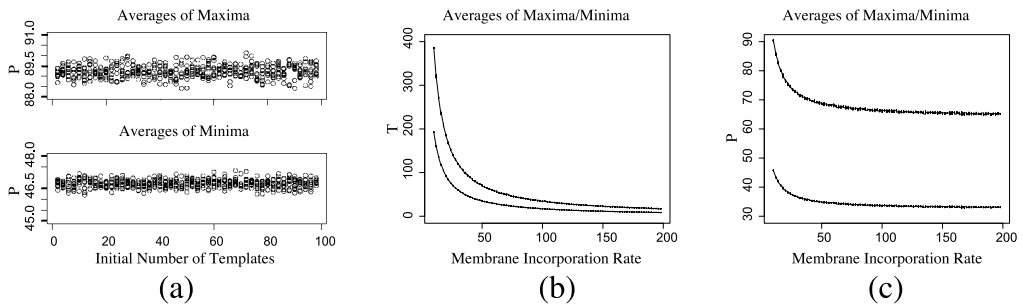 Averages of Maxima
P
88.0 89.5 91.0
Averages of Minima
P
45.0 46.5 48.0
0 20 40 60 80 100
Initial Number of Templates
(a)
Averages of Maxima/Minima
T
400
300
200
100
0
50 100 150 200
Membrane Incorporation Rate
(b)
Averages of Maxima/Minima
P
90
80
70
60
50
40
30
50 100 150 200
Membrane Incorporation Rate
(c)